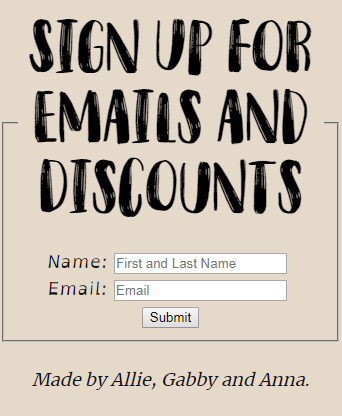 SIGN UP FOR
EMAILS AND
DISCOUNTS
Name: First and Last Name
Email: Email
Submit
Made by Allie, Gabby and Anna.